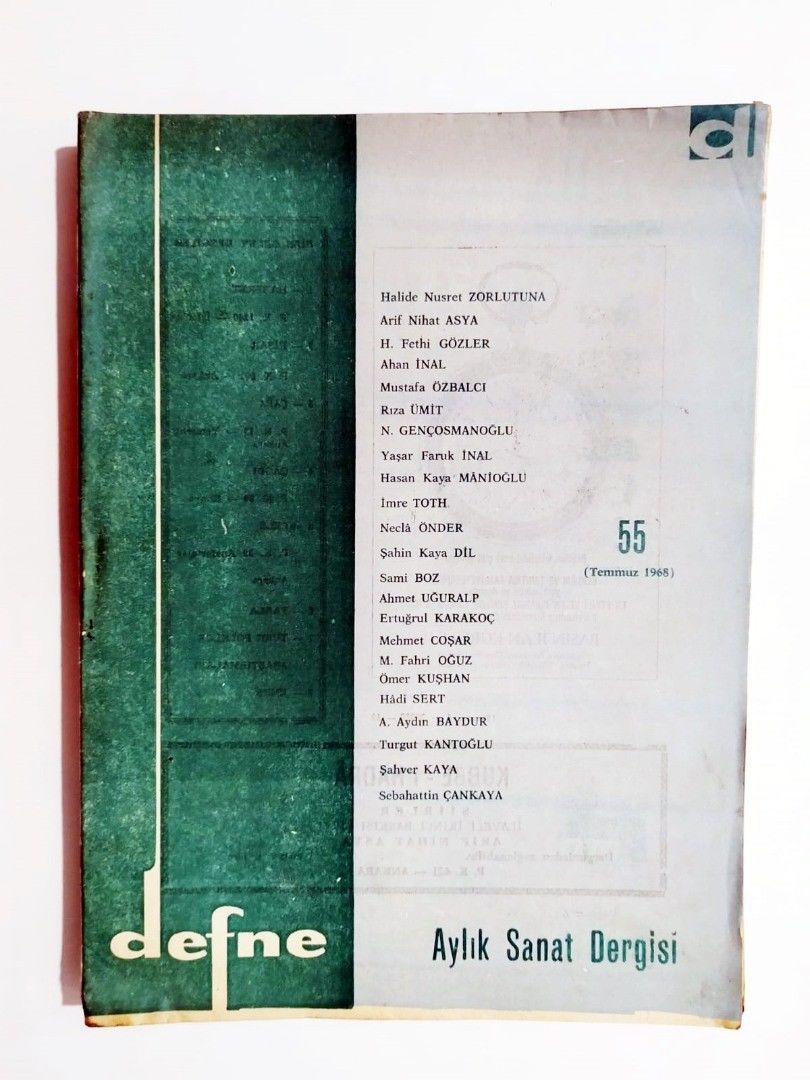 d
Halide Nusret ZORLUTUNA
Arif Nihat ASYA
H. Fethi GÖZLER
Ahan İNAL
Mustafa ÖZBALCI
Rıza ÜMİT
N. GENÇOSMANOĞLU
Yaşar Faruk İNAL
Hasan Kaya MÂNİOĞLU
İmre TOTH
Neclâ ÖNDER
Şahin Kaya DİL
Sami BOZ
Ahmet UĞURALP
Ertuğrul KARAKOÇ
Mehmet COŞAR
M. Fahri OĞUZ
Ömer KUŞHAN
Hâdi SERT
A. Aydın BAYDUR
Turgut KANTOĞLU
Şahver KAYA
Sebahattin ÇANKAYA
55
(Temmuz 1968)
defne
Aylık Sanat Dergisi